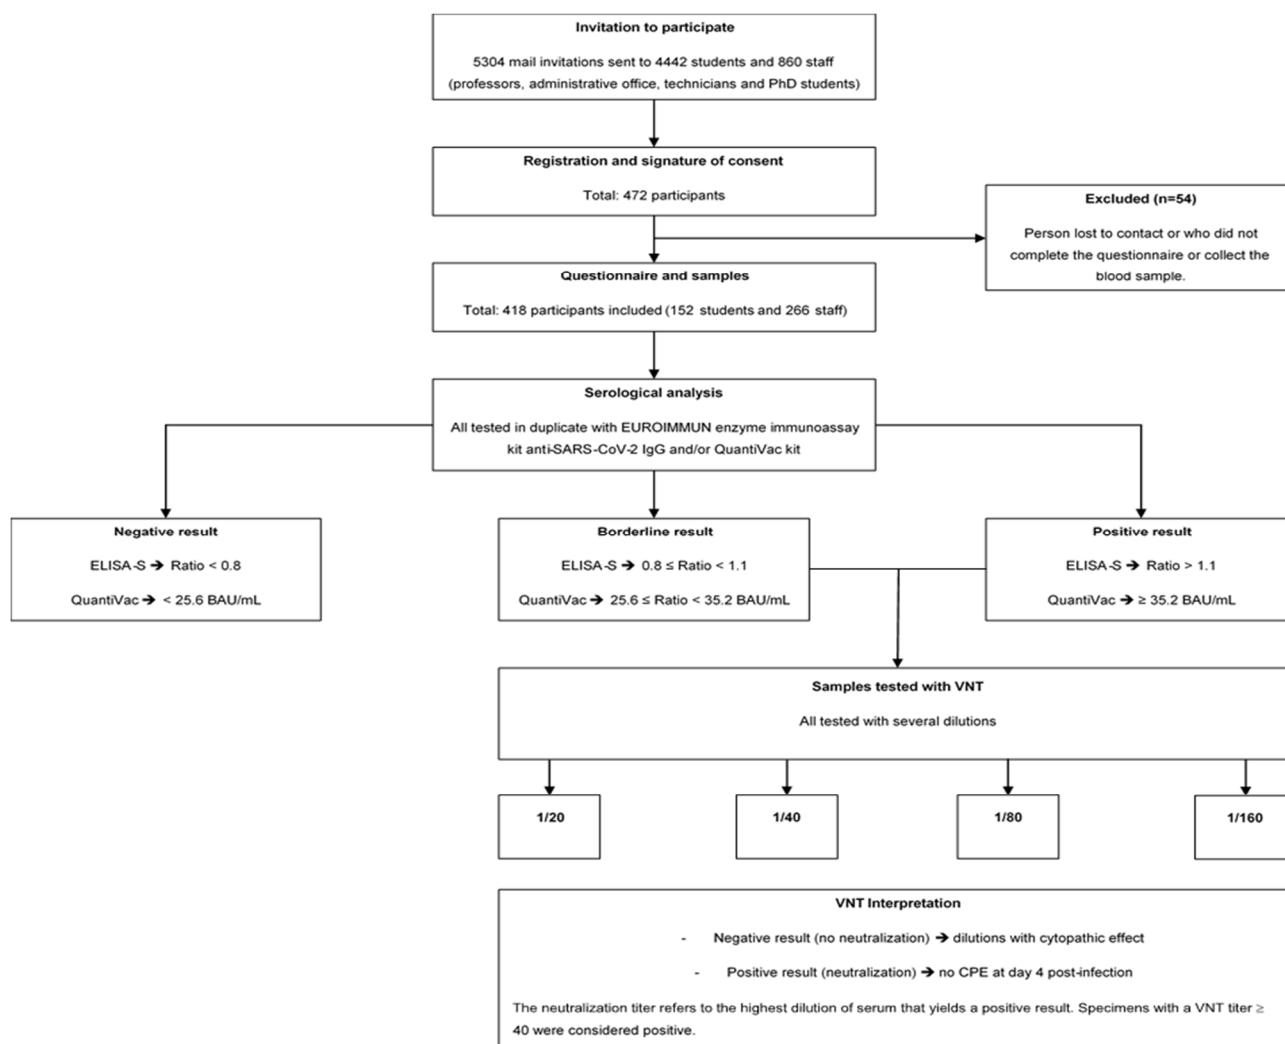 Invitation to participate
5304 mail invitations sent to 4442 students and 860 staff
(professors, administrative office, technicians and PhD students)
Registration and signature of consent
Total: 472 participants
Excluded (n=54)
Person lost to contact or who did not
complete the questionnaire or collect the
blood sample.
Questionnaire and samples
Total: 418 participants included (152 students and 266 staff)
Serological analysis
All tested in duplicate with EUROIMMUN enzyme immunoassay
kit anti-SARS-CoV-2 IgG and/or QuantiVac kit
Negative result
ELISA-S ➔ Ratio < 0.8
QuantiVac ➔ < 25.6 BAU/mL
Borderline result
ELISA-S ➔ 0.8 ≤ Ratio < 1.1
QuantiVac ➔ 25.6 ≤ Ratio < 35.2 BAU/mL
Positive result
ELISA-S ➔ Ratio > 1.1
QuantiVac ➔ ≥ 35.2 BAU/mL
Samples tested with VNT
All tested with several dilutions
1/20
1/40
1/80
1/160
VNT Interpretation
- Negative result (no neutralization) ➔ dilutions with cytopathic effect
- Positive result (neutralization) ➔ no CPE at day 4 post-infection
The neutralization titer refers to the highest dilution of serum that yields a positive result. Specimens with a VNT titer ≥
40 were considered positive.